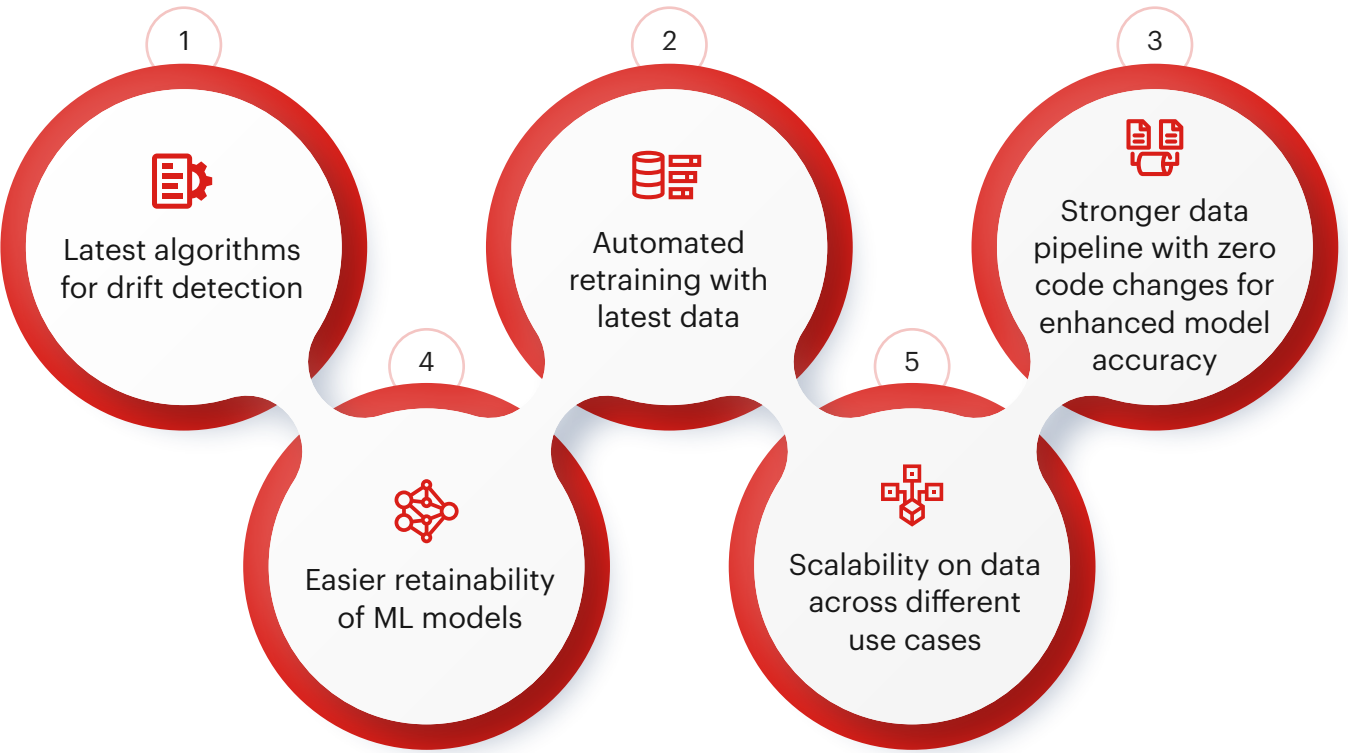 1
Latest algorithms
for drift detection
2
Automated
retraining with
latest data
3
Stronger data
pipeline with zero
code changes for
enhanced model
accuracy
4
Easier retainability
of ML models
5
Scalability on data
across different
use cases